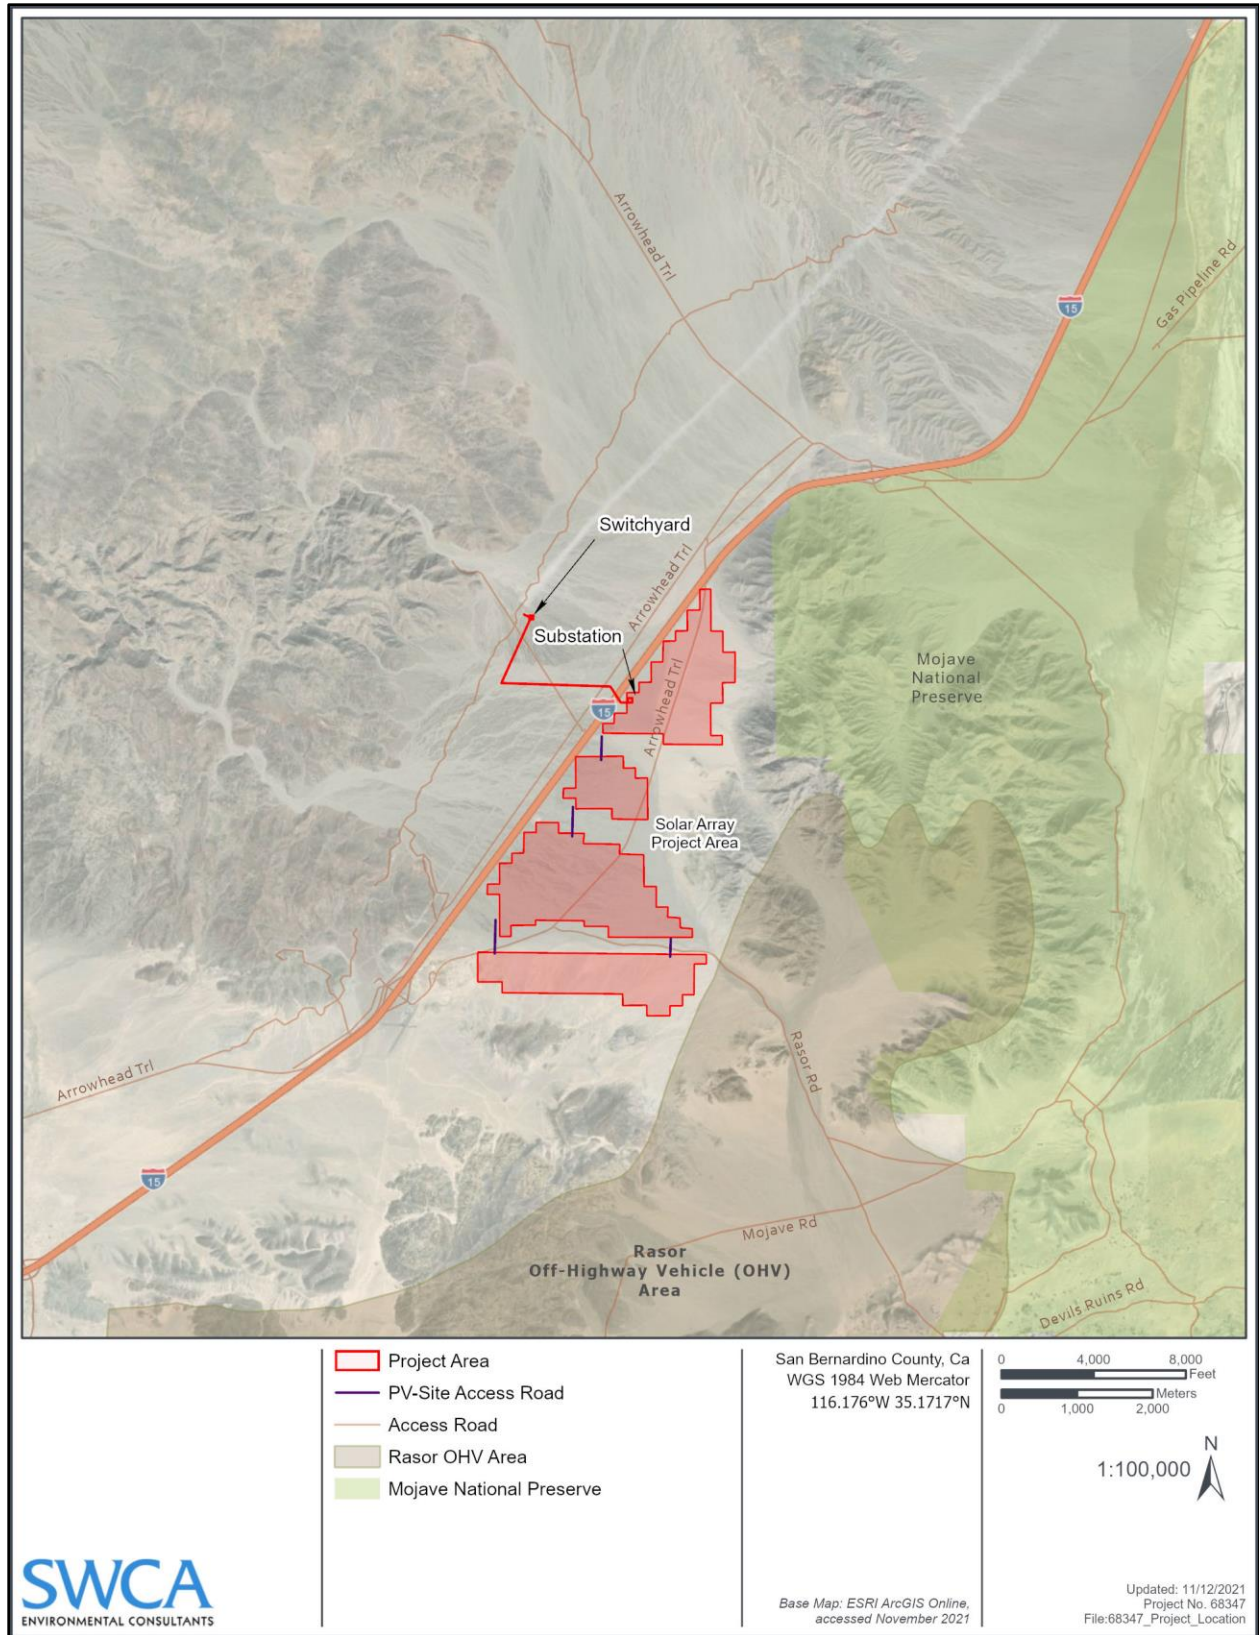 Arrowhead Trl
Gas Pipeline Rd
15
Switchyard
Arrowhead Trl
Substation
Mojave
National
Preserve
15
Arrowhead Trl
Solar Array
Project Area
Rasor Rd
Arrowhead Trl
15
Mojave Rd
Rasor
Off-Highway Vehicle (OHV)
Area
Devils Ruins Rd
Project Area
PV-Site Access Road
Access Road
Rasor OHV Area
Mojave National Preserve
San Bernardino County, Ca
WGS 1984 Web Mercator
116.176°W 35.1717°N
0 4,000 8,000
Feet
Meters
0 1,000 2,000
N
1:100,000
SWCA
ENVIRONMENTAL CONSULTANTS
Base Map: ESRI ArcGIS Online,
accessed November 2021
Updated: 11/12/2021
Project No. 68347
File:68347_Project_Location